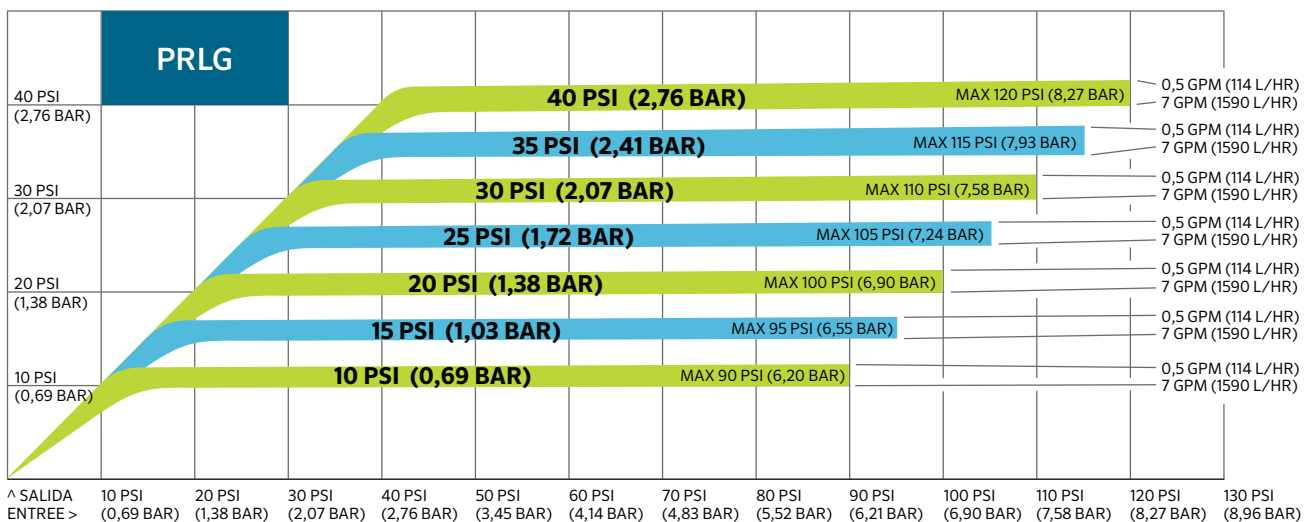 PRLG
40 PSI
(2,76 BAR)
40 PSI (2,76 BAR)
MAX 120 PSI (8,27 BAR)
0,5 GPM (114 L/HR)
7 GPM (1590 L/HR)
35 PSI (2,41 BAR)
MAX 115 PSI (7,93 BAR)
0,5 GPM (114 L/HR)
7 GPM (1590 L/HR)
30 PSI
(2,07 BAR)
30 PSI (2,07 BAR)
MAX 110 PSI (7,58 BAR)
0,5 GPM (114 L/HR)
7 GPM (1590 L/HR)
25 PSI (1,72 BAR)
MAX 105 PSI (7,24 BAR)
0,5 GPM (114 L/HR)
7 GPM (1590 L/HR)
20 PSI
(1,38 BAR)
20 PSI (1,38 BAR)
MAX 100 PSI (6,90 BAR)
0,5 GPM (114 L/HR)
7 GPM (1590 L/HR)
15 PSI (1,03 BAR)
MAX 95 PSI (6,55 BAR)
0,5 GPM (114 L/HR)
7 GPM (1590 L/HR)
10 PSI
(0,69 BAR)
10 PSI (0,69 BAR)
MAX 90 PSI (6,20 BAR)
0,5 GPM (114 L/HR)
7 GPM (1590 L/HR)
^ SALIDA
ENTREE >
10 PSI
(0,69 BAR)
20 PSI
(1,38 BAR)
30 PSI
(2,07 BAR)
40 PSI
(2,76 BAR)
50 PSI
(3,45 BAR)
60 PSI
(4,14 BAR)
70 PSI
(4,83 BAR)
80 PSI
(5,52 BAR)
90 PSI
(6,21 BAR)
100 PSI
(6,90 BAR)
110 PSI
(7,58 BAR)
120 PSI
(8,27 BAR)
130 PSI
(8,96 BAR)